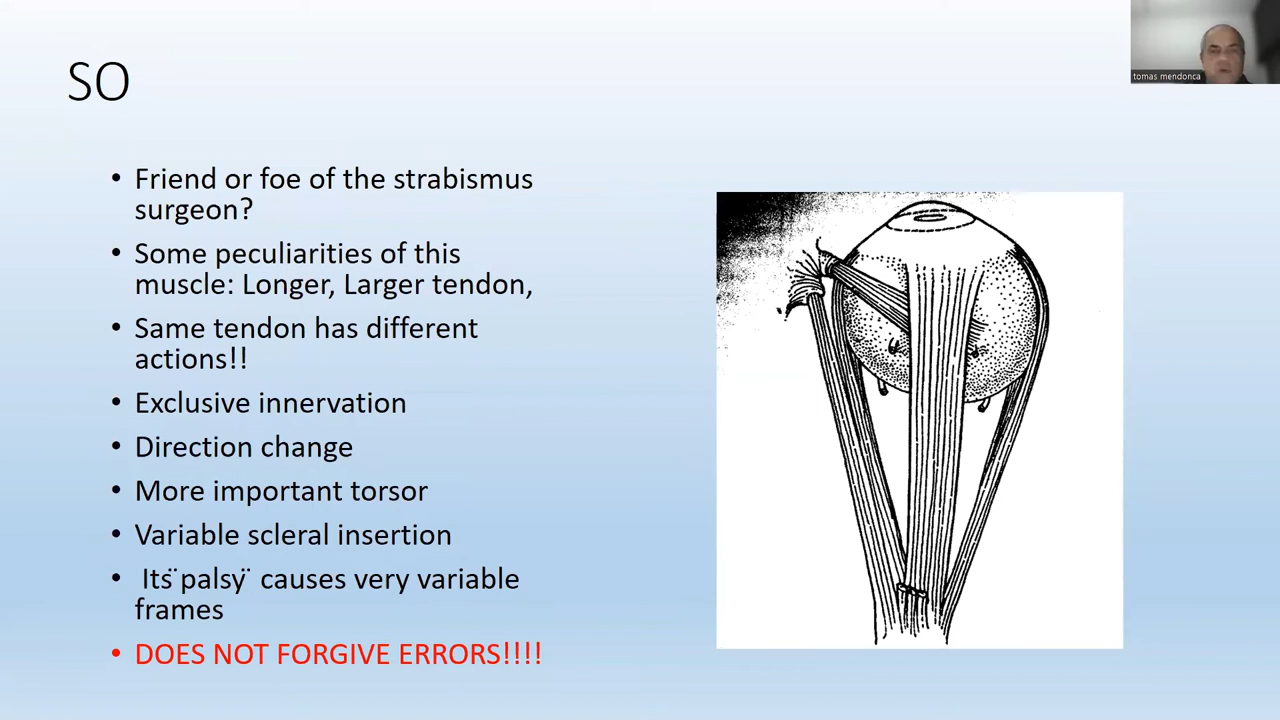 SO
tomas mendonca
• Friend or foe of the strabismus
surgeon?
• Some peculiarities of this
muscle: Longer, Larger tendon,
• Same tendon has different
actions!!
• Exclusive innervation
• Direction change
• More important torsor
• Variable scleral insertion
• Its¨palsy¨ causes very variable
frames
• DOES NOT FORGIVE ERRORS!!!!